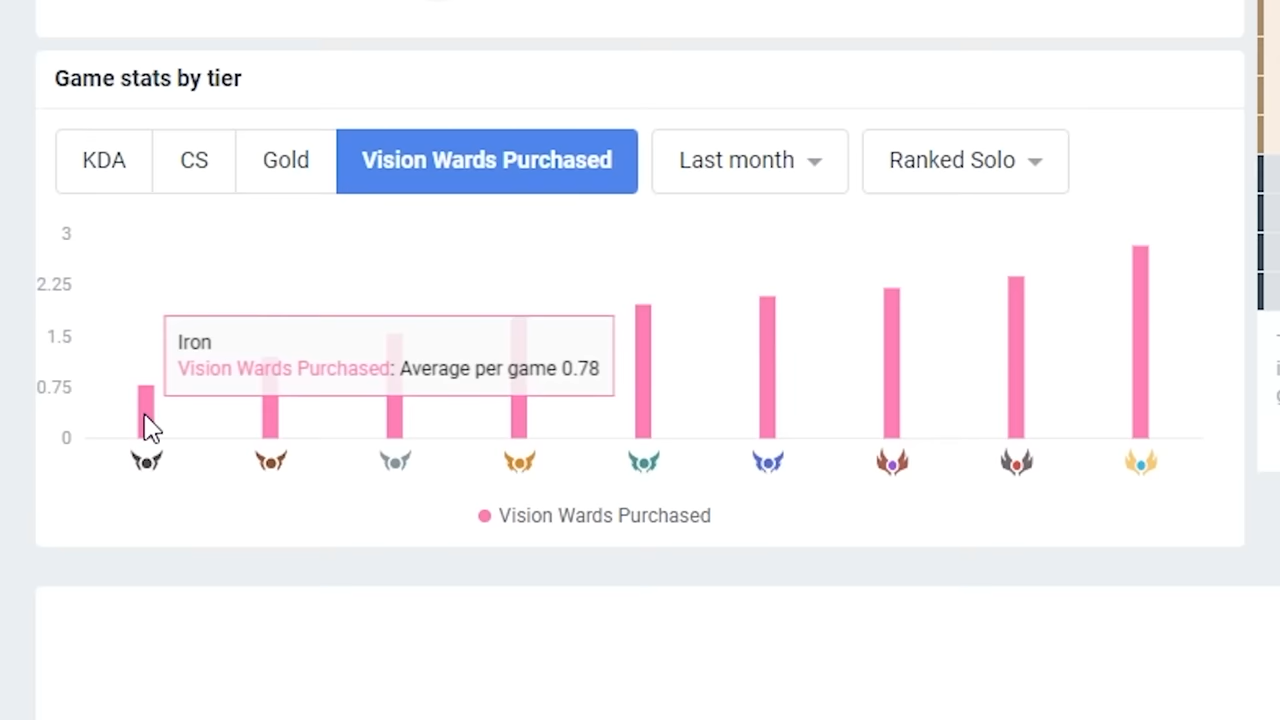 Game stats by tier
KDA
CS
Gold
Vision Wards Purchased
Last month
Ranked Solo
3
2.25
1.5
0.75
0
Iron
Vision Wards Purchased: Average per game 0.78
Vision Wards Purchased